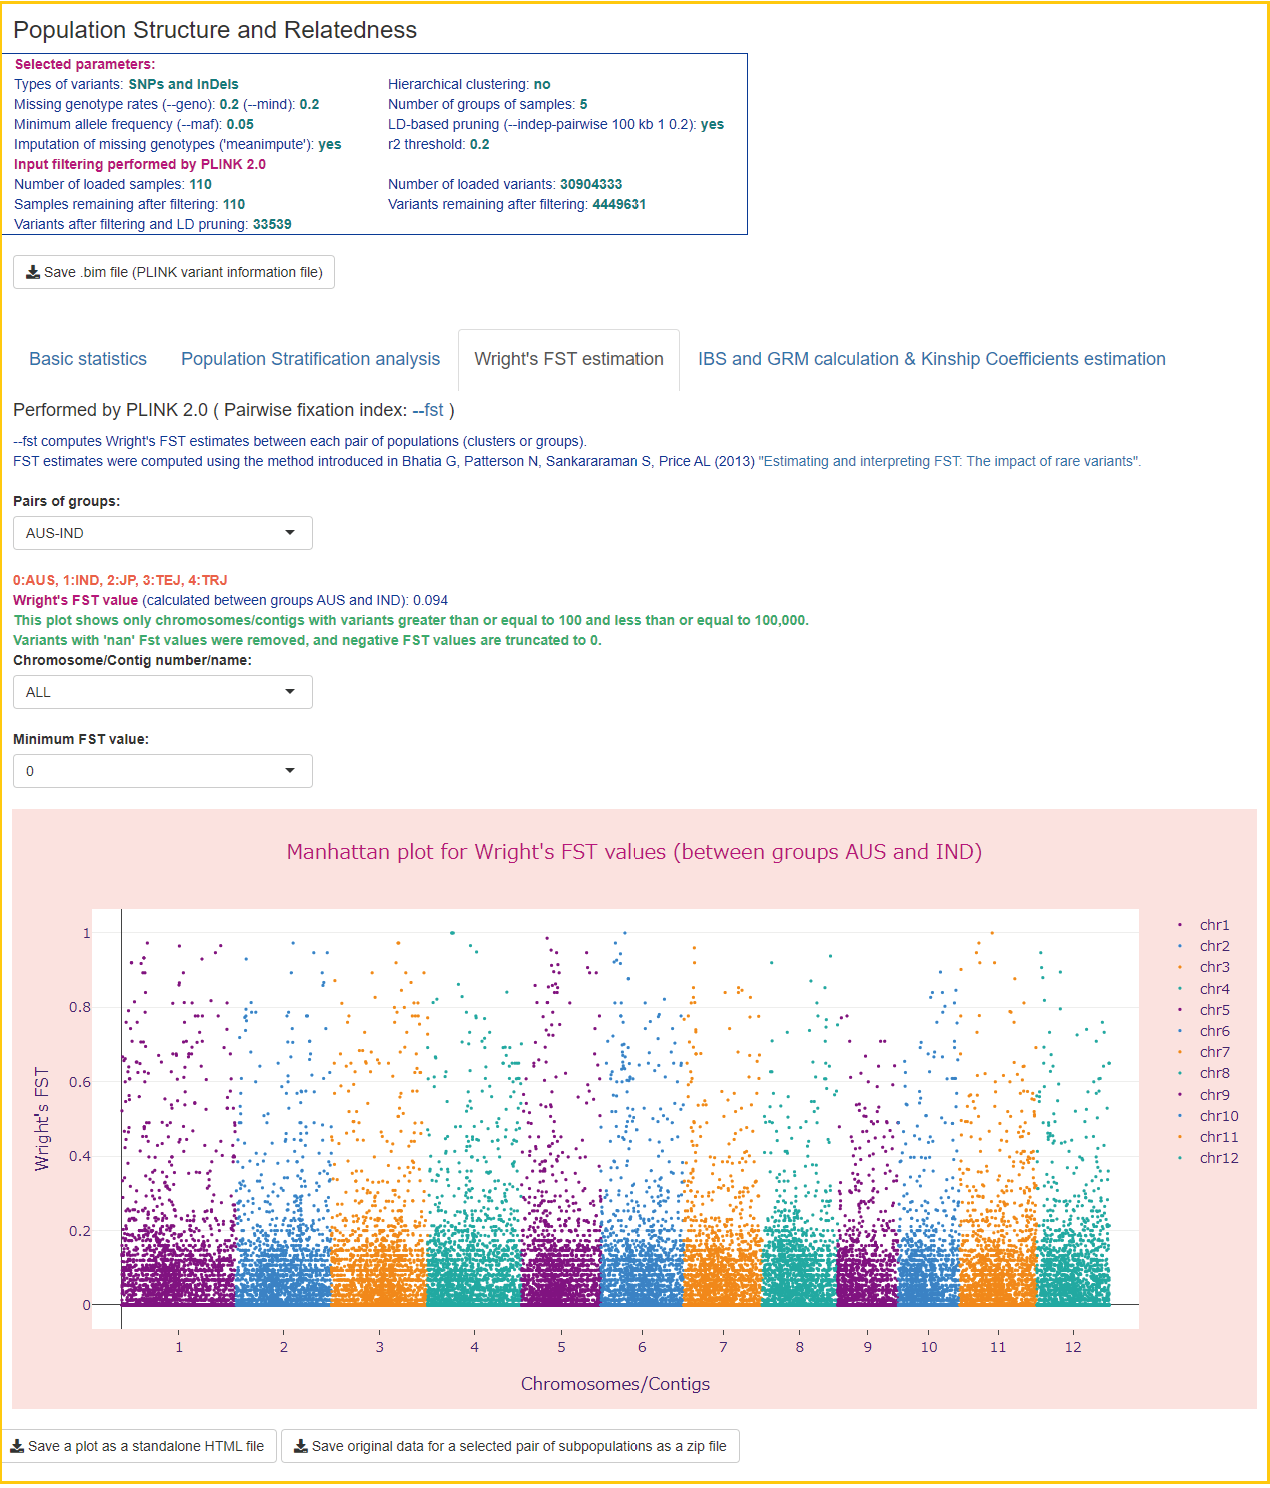 Population Structure and Relatedness
Selected parameters:
Types of variants: SNPs and InDels
Hierarchical clustering: no
Missing genotype rates (--geno): 0.2 (--mind): 0.2
Number of groups of samples: 5
Minimum allele frequency (--maf): 0.05
LD-based pruning (--indep-pairwise 100 kb 1 0.2): yes
Imputation of missing genotypes ('meanimpute'): yes
r2 threshold: 0.2
Input filtering performed by PLINK 2.0
Number of loaded samples: 110
Number of loaded variants: 30904333
Samples remaining after filtering: 110
Variants remaining after filtering: 4449631
Variants after filtering and LD pruning: 33539
Save .bim file (PLINK variant information file)
Basic statistics
Population Stratification analysis
Wright's FST estimation
IBS and GRM calculation & Kinship Coefficients estimation
Performed by PLINK 2.0 ( Pairwise fixation index: --fst )
--fst computes Wright's FST estimates between each pair of populations (clusters or groups).
FST estimates were computed using the method introduced in Bhatia G, Patterson N, Sankararaman S, Price AL (2013) "Estimating and interpreting FST: The impact of rare variants".
Pairs of groups:
AUS-IND
0:AUS, 1:IND, 2:JP, 3:TEJ, 4:TRJ
Wright's FST value (calculated between groups AUS and IND): 0.094
This plot shows only chromosomes/contigs with variants greater than or equal to 100 and less than or equal to 100,000.
Variants with 'nan' Fst values were removed, and negative FST values are truncated to 0.
Chromosome/Contig number/name:
ALL
Minimum FST value:
0
Manhattan plot for Wright's FST values (between groups AUS and IND)
Wright's FST
1
0.8
0.6
0.4
0.2
0
1 2 3 4 5 6 7 8 9 10 11 12
Chromosomes/Contigs
chr1
chr2
chr3
chr4
chr5
chr6
chr7
chr8
chr9
chr10
chr11
chr12
Save a plot as a standalone HTML file
Save original data for a selected pair of subpopulations as a zip file